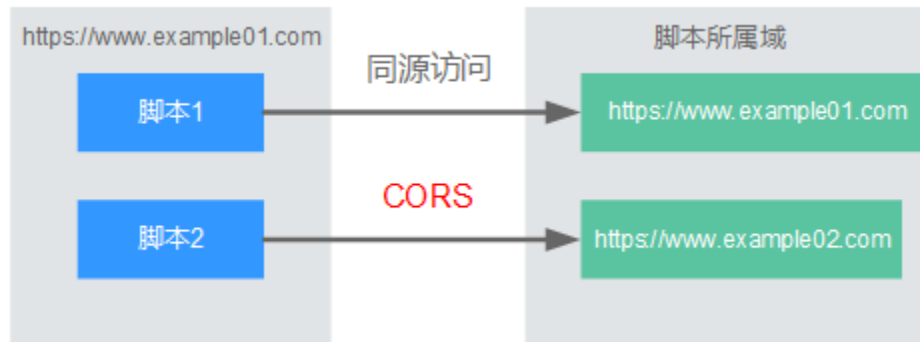 https://www.example01.com
脚本所属域
同源访问
脚本1
https://www.example01.com
CORS
脚本2
https://www.example02.com